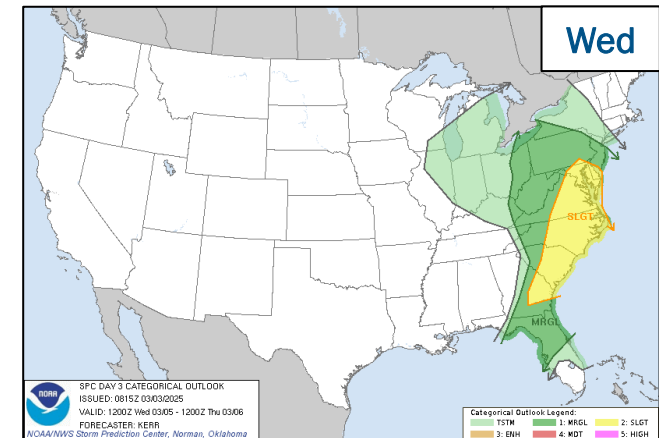 Wed
SLGT
MRGL
NOAA
SPC DAY 3 CATEGORICAL OUTLOOK
ISSUED: 0815Z 03/03/2025
VALID: 1200Z Wed 03/05 - 1200Z Thu 03/06
FORECASTER: KERR
NOAA/NWS Storm Prediction Center, Norman, Oklahoma
Categorical Outlook Legend:
TSTM 1: MRGL 2: SLGT
3: ENH 4: MDT 5: HIGH